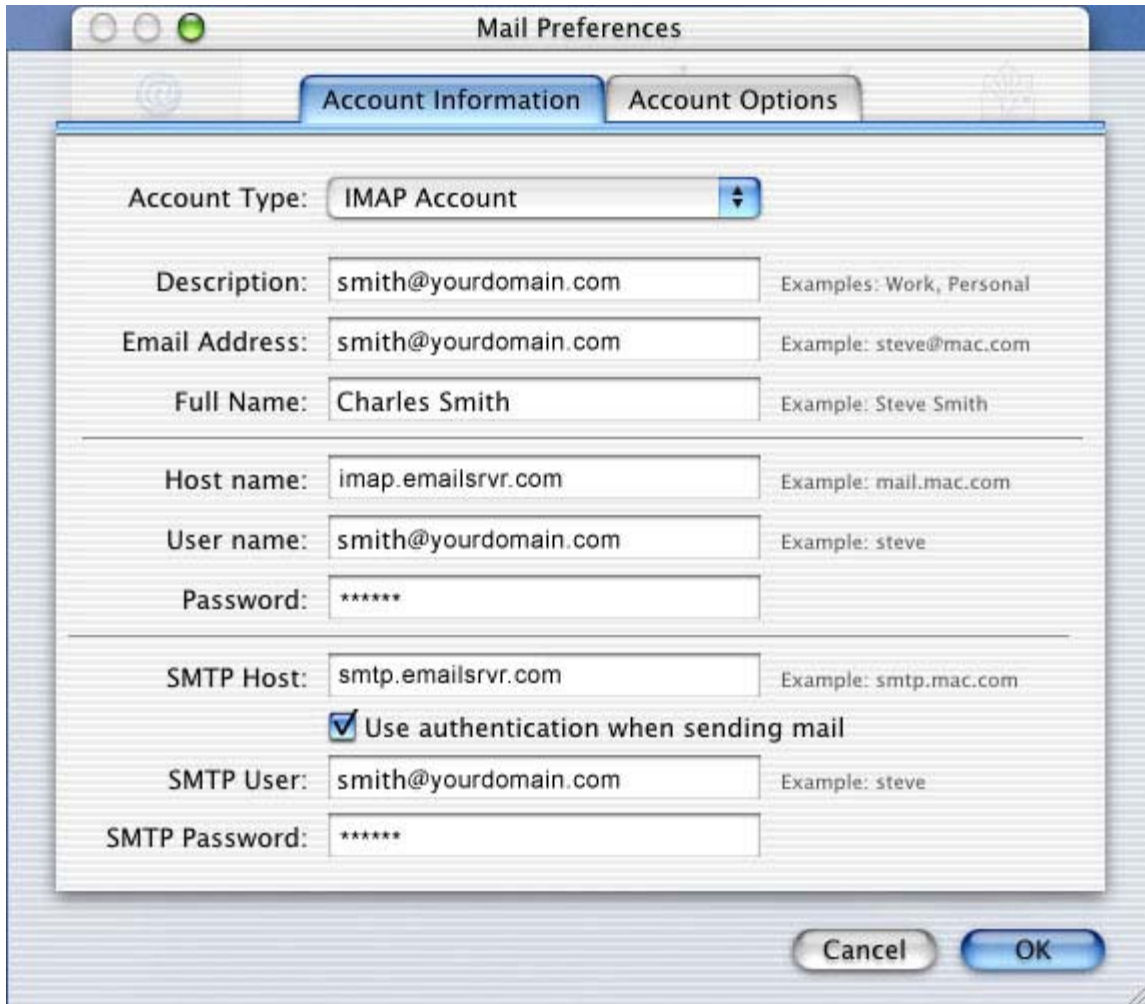 Mail Preferences
Account Information Account Options
Account Type: IMAP Account
Description: smith@yourdomain.com Examples: Work, Personal
Email Address: smith@yourdomain.com Example: steve@mac.com
Full Name: Charles Smith Example: Steve Smith
Host name: imap.emailsrvr.com Example: mail.mac.com
User name: smith@yourdomain.com Example: steve
Password: ******
SMTP Host: smtp.emailsrvr.com Example: smtp.mac.com
Use authentication when sending mail
SMTP User: smith@yourdomain.com Example: steve
SMTP Password: ******
Cancel OK